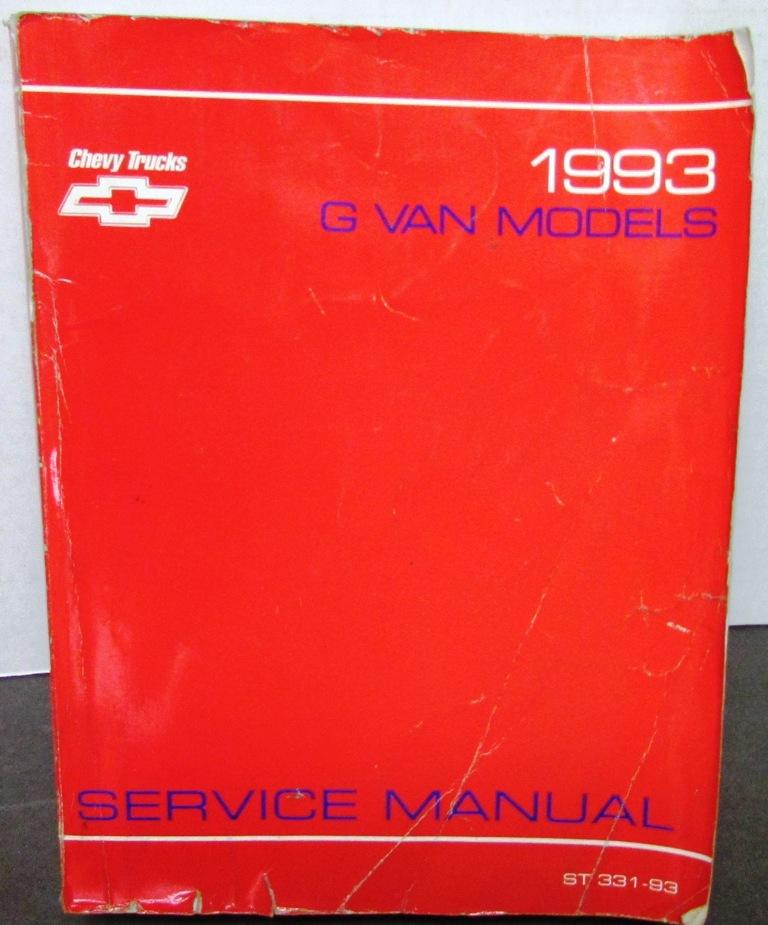 Chevy Trucks
1993
G VAN MODELS
SERVICE MANUAL
ST 331-93